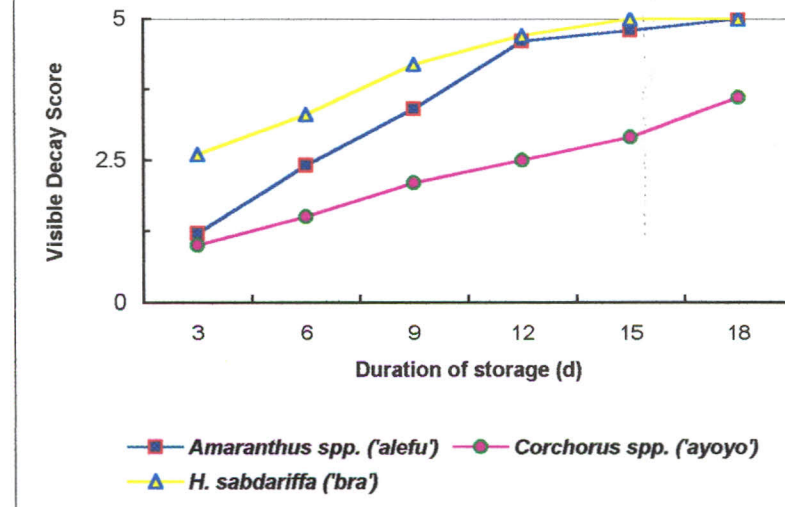 5
2.5
0
Visible Decay Score
3 6 9 12 15 18
Duration of storage (d)
Amaranthus spp. ('alefu') Corchorus spp. ('ayoyo')
H. sabdariffa ('bra')